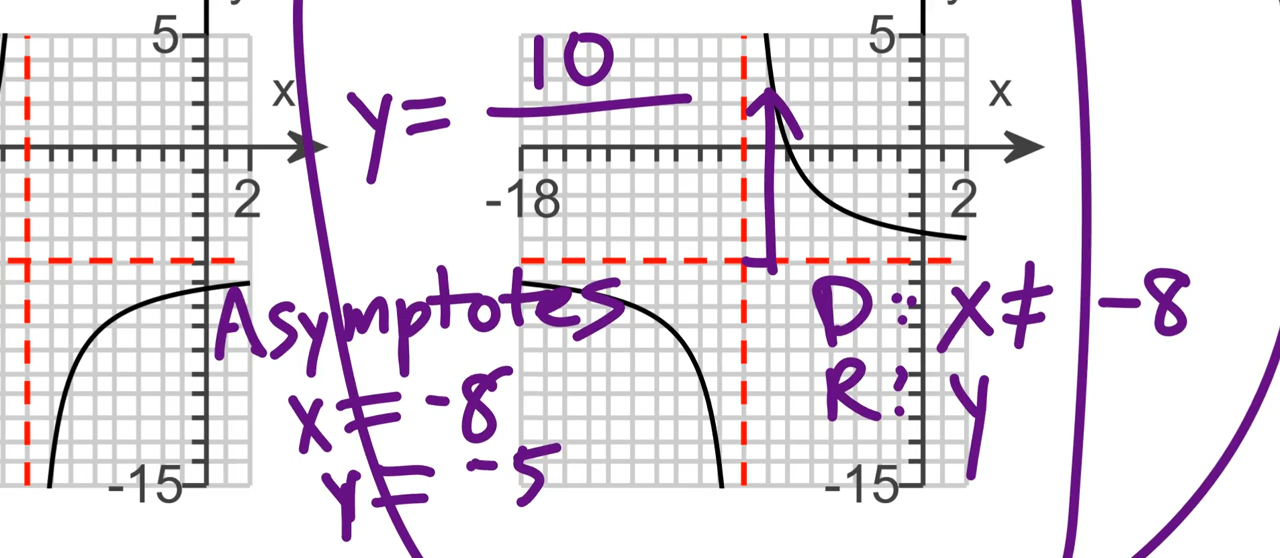 5
5
x
x
y = 10
2
-18
2
Asymptotes
D: x ≠ -8
x = -8
R: y
y = -5
-15
-15